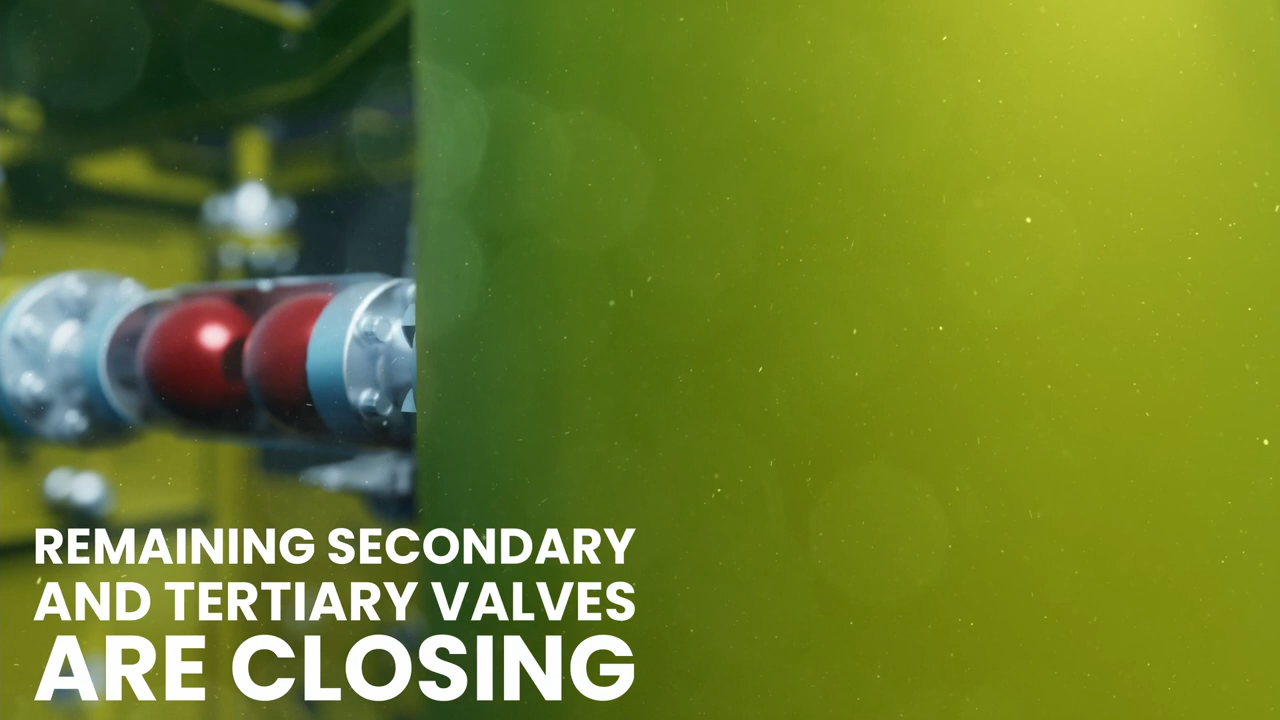 REMAINING SECONDARY
AND TERTIARY VALVES
ARE CLOSING